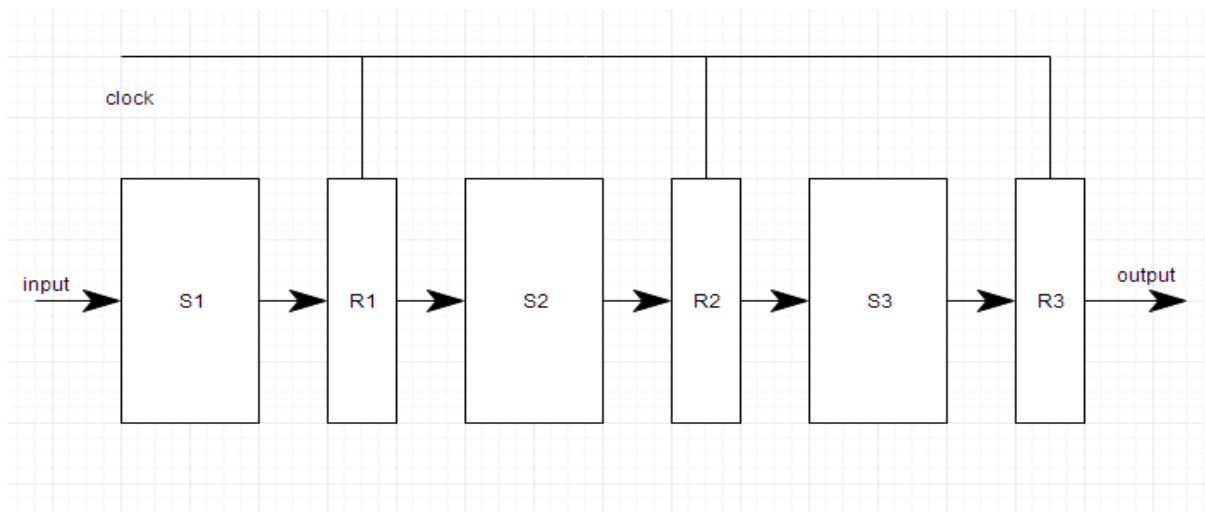 clock
input
S1
R1
S2
R2
S3
R3
output